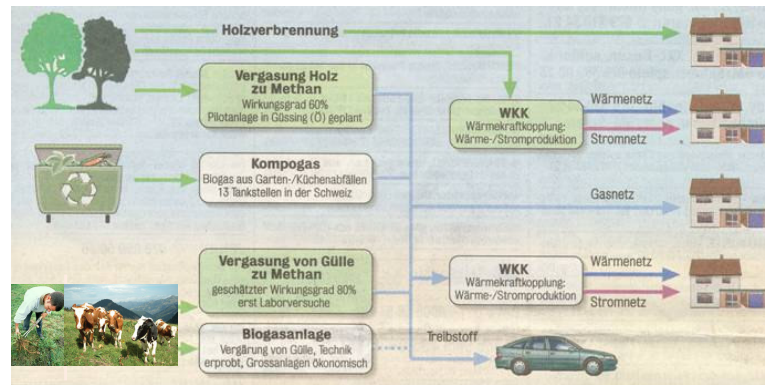 Holzverbrennung
Vergasung Holz
zu Methan
Wirkungsgrad 60%
Pilotanlage in Güssing (Ö) geplant
WKK
Wärmekraftkopplung:
Wärme-/Stromproduktion
Wärmenetz
Stromnetz
Kompogas
Biogas aus Garten-/Küchenabfällen
13 Tankstellen in der Schweiz
Gasnetz
Vergasung von Gülle
zu Methan
geschätzter Wirkungsgrad 80%
erst Laborversuche
WKK
Wärmekraftkopplung:
Wärme-/Stromproduktion
Wärmenetz
Stromnetz
Biogasanlage
Vergärung von Gülle, Technik
erprobt, Grossanlagen ökonomisch
Treibstoff